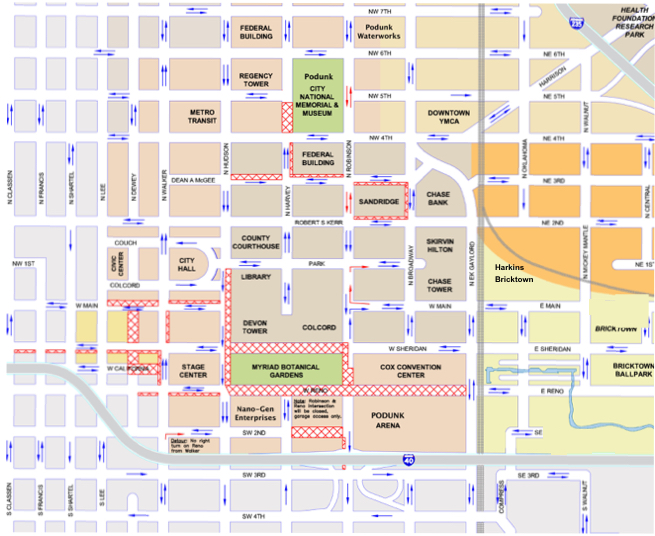 NW 7TH
HEALTH
FOUNDATION
RESEARCH
PARK
235
FEDERAL
BUILDING
Podunk
Waterworks
NW 6TH
NE 6TH
REGENCY
TOWER
Podunk
CITY
NATIONAL
MEMORIAL &
MUSEUM
HARRISON
NW 5TH
NE 5TH
METRO
TRANSIT
DOWNTOWN
YMCA
N WALNUT
NW 4TH
NE 4TH
N CLASSEN
N FRANCIS
N SHARTEL
N LEE
N DEWEY
N WALKER
N HUDSON
N HARVEY
N ROBINSON
N OKLAHOMA
N CENTRAL
FEDERAL
BUILDING
DEAN A McGEE
NE 3RD
SANDRIDGE
CHASE
BANK
ROBERT S KERR
NE 2ND
COUCH
COUNTY
COURTHOUSE
SKIRVIN
HILTON
N BROADWAY
N EK GAYLORD
N MICKEY MANTLE
NW 1ST
CIVIC
CENTER
CITY
HALL
PARK
Harkins
Bricktown
NE 1ST
COLCORD
LIBRARY
CHASE
TOWER
W MAIN
W MAIN
E MAIN
DEVON
TOWER
COLCORD
BRICKTOWN
W SHERIDAN
E SHERIDAN
W CALIFORNIA
STAGE
CENTER
MYRIAD BOTANICAL
GARDENS
COX CONVENTION
CENTER
BRICKTOWN
BALLPARK
W RENO
E RENO
Nano-Gen
Enterprises
Note: Robinson &
Reno intersection
will be closed,
garage access only.
PODUNK
ARENA
SW 2ND
SE
Detour: No right
turn on Reno
from Walker
40
SW 3RD
SE 3RD
S CLASSEN
S FRANCIS
S SHARTEL
S LEE
COMPRESS
S WALNUT
SW 4TH